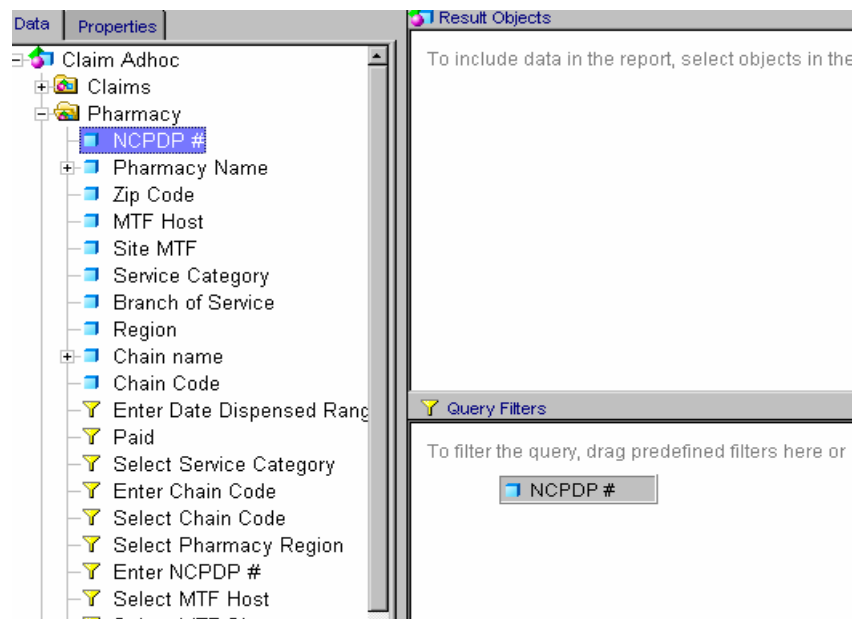 Data
Properties
Claim Adhoc
Claims
Pharmacy
NCPDP #
Pharmacy Name
Zip Code
MTF Host
Site MTF
Service Category
Branch of Service
Region
Chain name
Chain Code
Enter Date Dispensed Rang
Paid
Select Service Category
Enter Chain Code
Select Chain Code
Select Pharmacy Region
Enter NCPDP #
Select MTF Host
Result Objects
To include data in the report, select objects in the
Query Filters
To filter the query, drag predefined filters here or
NCPDP #